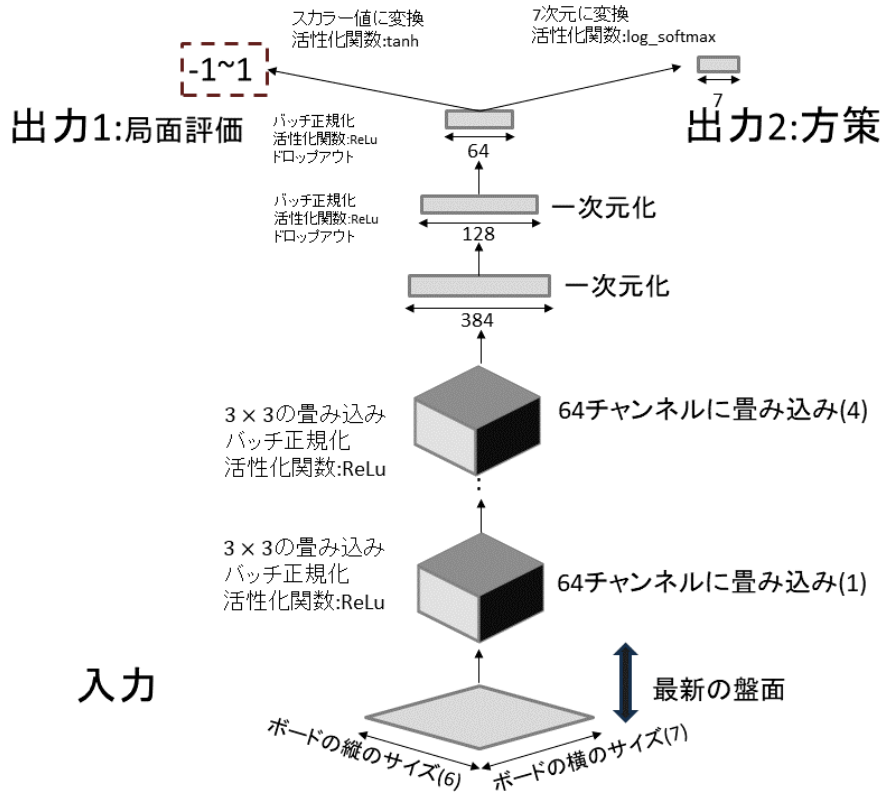 スカラー値に変換
活性化関数:tanh
7次元に変換
活性化関数:log_softmax
-1~1
7
出力1:局面評価
出力2:方策
バッチ正規化
活性化関数:ReLu
ドロップアウト
64
バッチ正規化
活性化関数:ReLu
ドロップアウト
一次元化
128
一次元化
384
3 × 3の畳み込み
バッチ正規化
活性化関数:ReLu
64チャンネルに畳み込み(4)
⋮
3 × 3の畳み込み
バッチ正規化
活性化関数:ReLu
64チャンネルに畳み込み(1)
入力
最新の盤面
ボードの縦のサイズ(6)
ボードの横のサイズ(7)